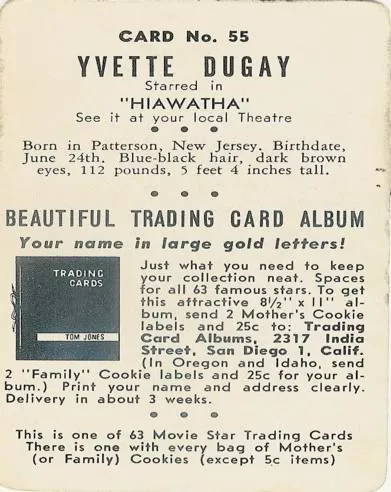 CARD No. 55
YVETTE DUGAY
Starred in
"HIAWATHA"
See it at your local Theatre
Born in Patterson, New Jersey. Birthdate,
June 24th. Blue-black hair, dark brown
eyes, 112 pounds, 5 feet 4 inches tall.
BEAUTIFUL TRADING CARD ALBUM
Your name in large gold letters!
TRADING
CARDS
TOM JONES
Just what you need to keep
your collection neat. Spaces
for all 63 famous stars. To get
this attractive 8½" x 11" al-
bum, send 2 Mother's Cookie
labels and 25c to: Trading
Card Albums, 2317 India
Street, San Diego 1, Calif.
(In Oregon and Idaho, send
2 "Family" Cookie labels and 25c for your al-
bum.) Print your name and address clearly.
Delivery in about 3 weeks.
This is one of 63 Movie Star Trading Cards
There is one with every bag of Mother's
(or Family) Cookies (except 5c items)